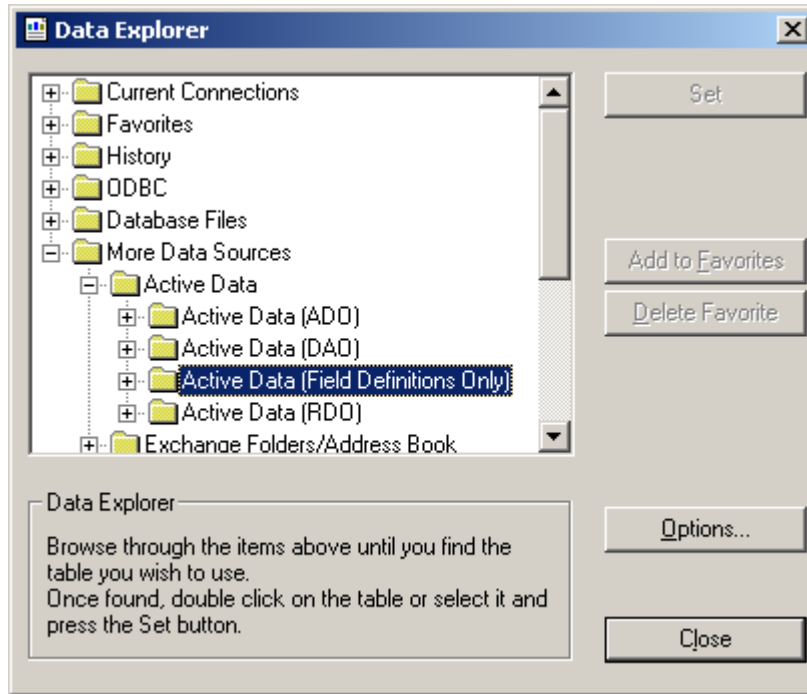 Data Explorer
Current Connections
Favorites
History
ODBC
Database Files
More Data Sources
Active Data
Active Data (ADO)
Active Data (DAO)
Active Data (Field Definitions Only)
Active Data (RDO)
Exchange Folders/Address Book
Set
Add to Favorites
Delete Favorite
Data Explorer
Browse through the items above until you find the
table you wish to use.
Once found, double click on the table or select it and
press the Set button.
Options...
Close